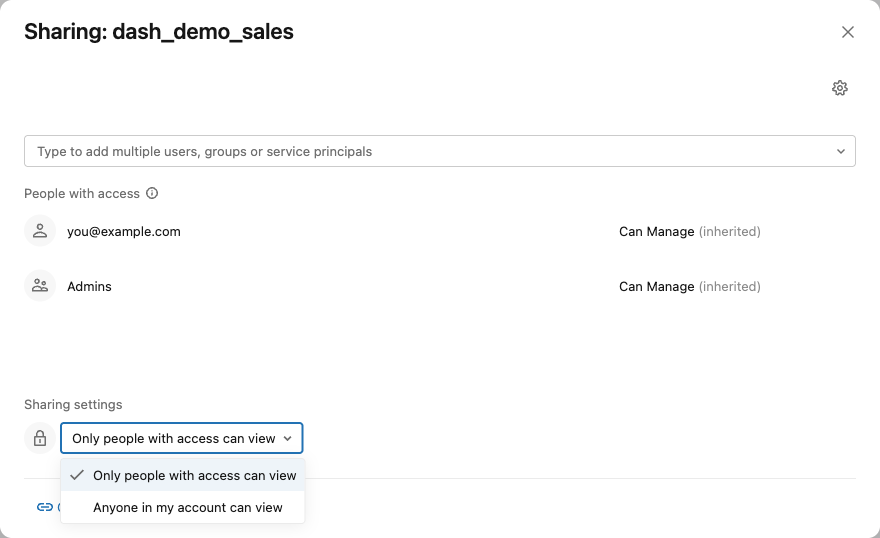 Sharing: dash_demo_sales
Type to add multiple users, groups or service principals
People with access
you@example.com Can Manage (inherited)
Admins Can Manage (inherited)
Sharing settings
Only people with access can view
Only people with access can view
Anyone in my account can view